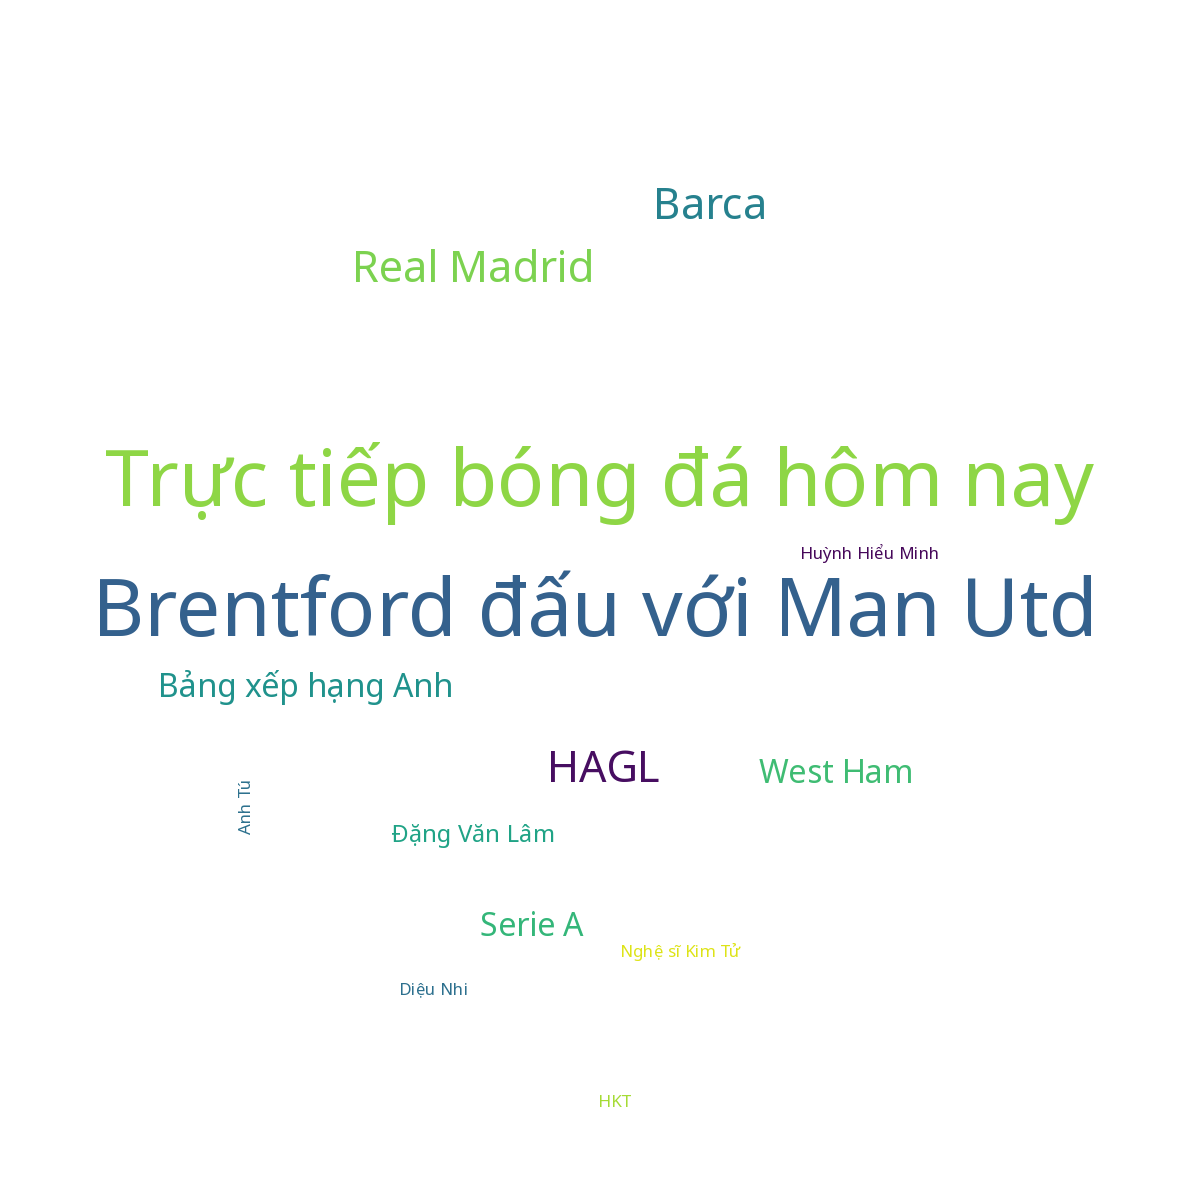 Barca
Real Madrid
Trực tiếp bóng đá hôm nay
Huỳnh Hiểu Minh
Brentford đấu với Man Utd
Bảng xếp hạng Anh
HAGL
West Ham
Anh Tú
Đặng Văn Lâm
Serie A
Nghệ sĩ Kim Tử
Diệu Nhi
HKT